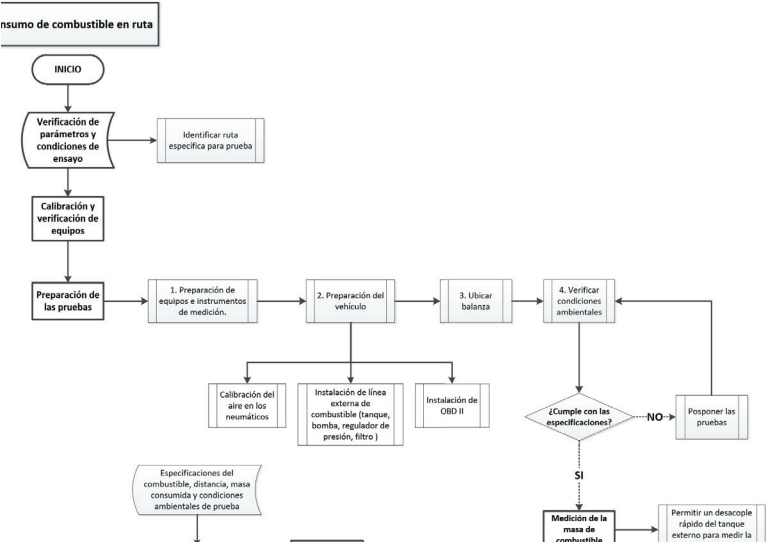 nsumo de combustible en ruta
INICIO
Verificación de
parámetros y
condiciones de
ensayo
Identificar ruta
específica para prueba
Calibración y
verificación de
equipos
Preparación de
las pruebas
1. Preparación de
equipos e instrumentos
de medición.
2. Preparación del
vehículo
3. Ubicar
balanza
4. Verificar
condiciones
ambientales
Calibración del
aire en los
neumáticos
Instalación de línea
externa de
combustible (tanque,
bomba, regulador de
presión, filtro )
Instalación de
OBD II
¿Cumple con las
especificaciones?
NO
Posponer las
pruebas
SI
Especificaciones del
combustible, distancia, masa
consumida y condiciones
ambientales de prueba
Medición de la
masa de
combustible
Permitir un desacople
rápido del tanque
externo para medir la